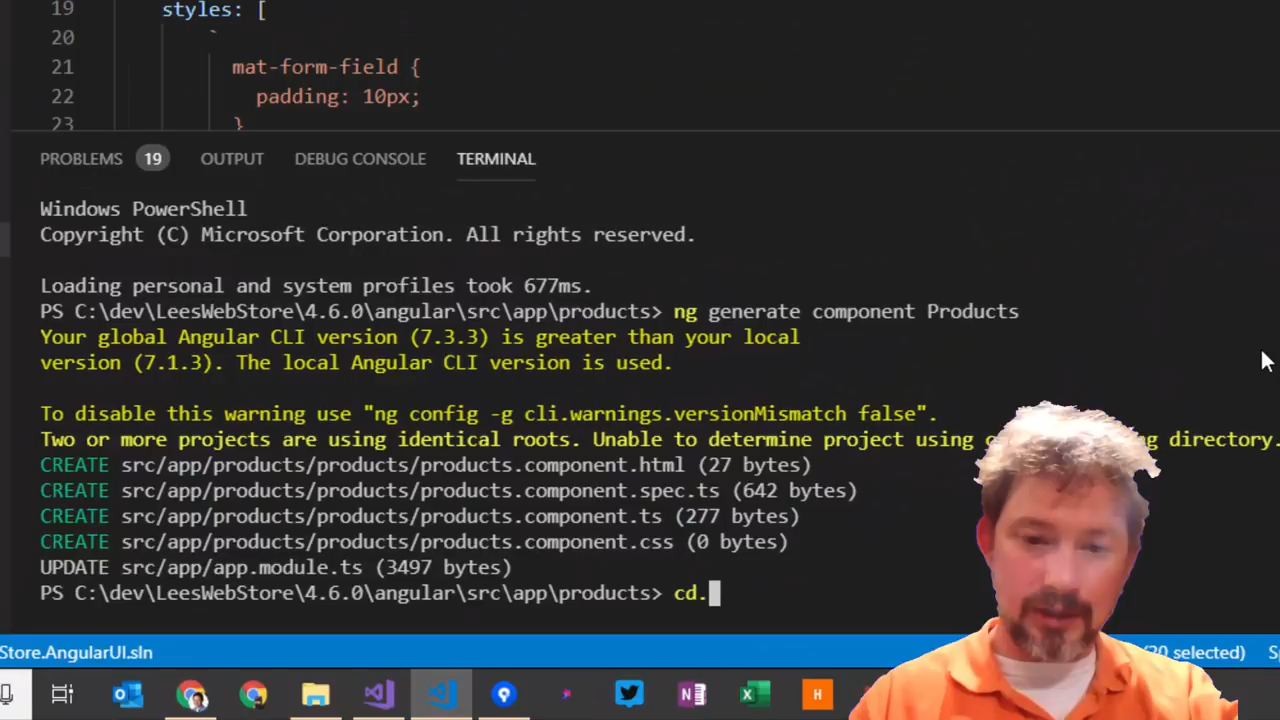 19 styles: [
20 `
21 mat-form-field {
22 padding: 10px;
23 }
PROBLEMS 19 OUTPUT DEBUG CONSOLE TERMINAL
Windows PowerShell
Copyright (C) Microsoft Corporation. All rights reserved.
Loading personal and system profiles took 677ms.
PS C:\dev\LeesWebStore\4.6.0\angular\src\app\products> ng generate component Products
Your global Angular CLI version (7.3.3) is greater than your local
version (7.1.3). The local Angular CLI version is used.
To disable this warning use "ng config -g cli.warnings.versionMismatch false".
Two or more projects are using identical roots. Unable to determine project using directory.
CREATE src/app/products/products/products.component.html (27 bytes)
CREATE src/app/products/products/products.component.spec.ts (642 bytes)
CREATE src/app/products/products/products.component.ts (277 bytes)
CREATE src/app/products/products/products.component.css (0 bytes)
UPDATE src/app/app.module.ts (3497 bytes)
PS C:\dev\LeesWebStore\4.6.0\angular\src\app\products> cd.
Store.AngularUI.sln selected)
N X H